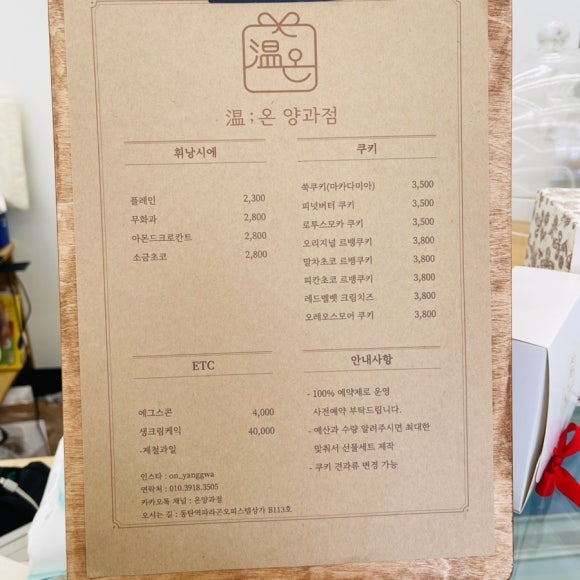 温 온
温 ; 온 양과점
휘낭시에
플레인 2,300
무화과 2,800
아몬드크로칸트 2,800
소금초코 2,800
쿠키
쑥쿠키(마카다미아) 3,500
피넛버터 쿠키 3,500
로투스모카 쿠키 3,500
오리지널 르뱅쿠키 3,800
말차초코 르뱅쿠키 3,800
피칸초코 르뱅쿠키 3,800
레드벨벳 크림치즈 3,800
오레오스모어 쿠키 3,800
ETC
에그스콘 4,000
생크림케익 40,000
-제철과일
안내사항
- 100% 예약제로 운영
사전예약 부탁드립니다.
- 예산과 수량 알려주시면 최대한
맞춰서 선물세트 제작
- 쿠키 견과류 변경 가능
인스타 : on_yanggwa
연락처 : 010.3918.3505
카카오톡 채널 : 온양과점
오시는 길 : 동탄역파라곤오피스텔상가 B113호